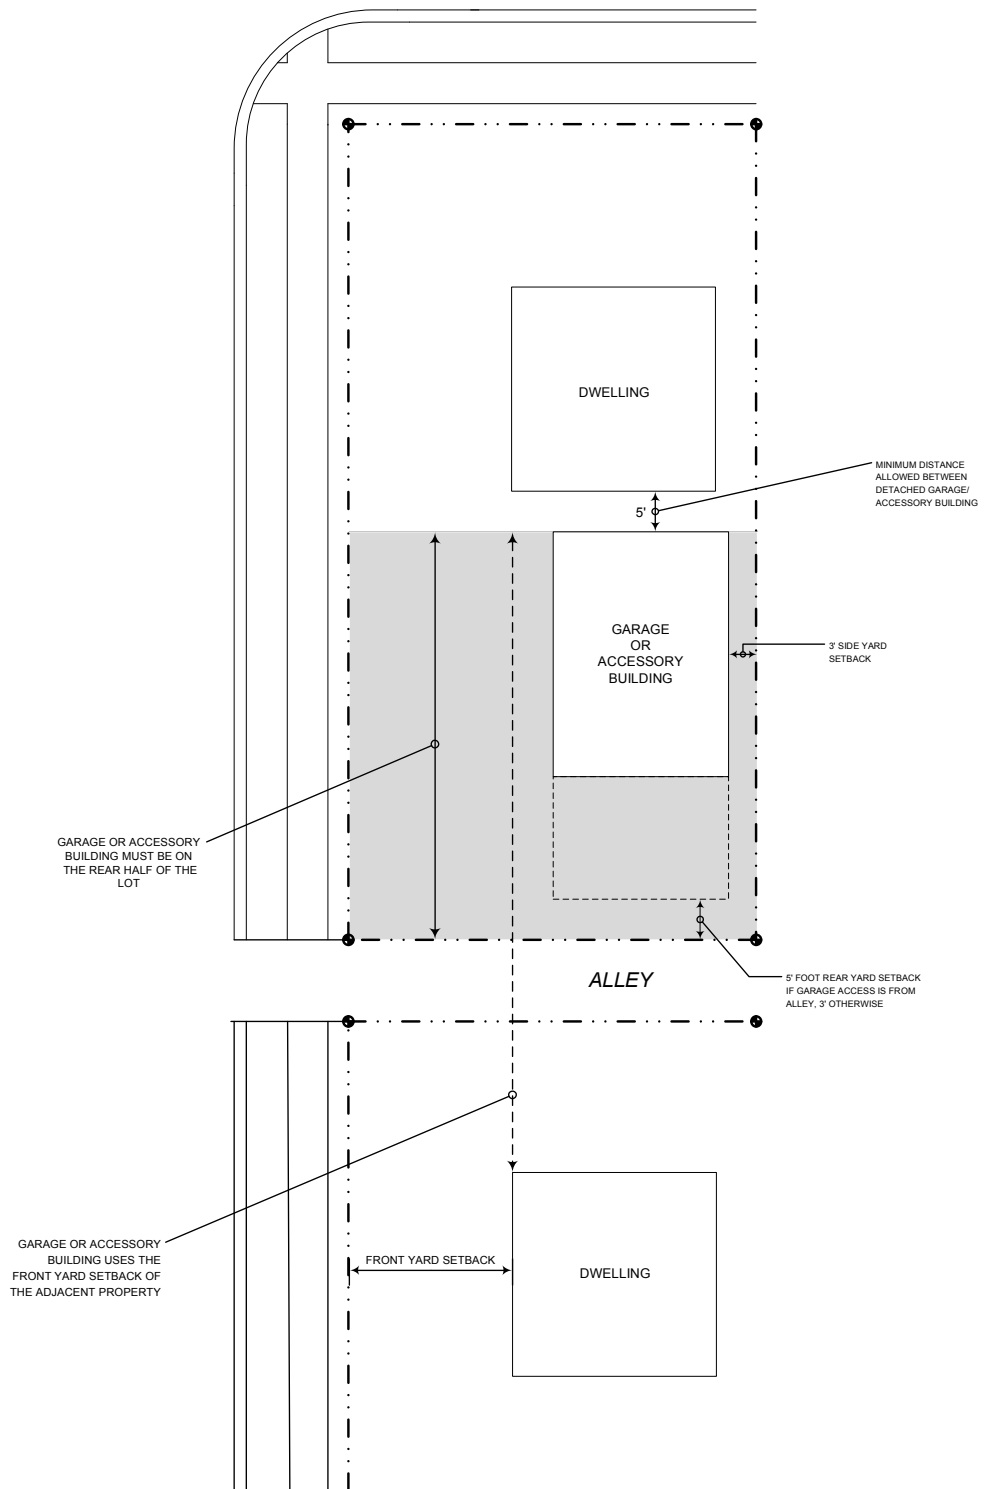 DWELLING
MINIMUM DISTANCE
ALLOWED BETWEEN
DETACHED GARAGE/
ACCESSORY BUILDING
5'
GARAGE
OR
ACCESSORY
BUILDING
3' SIDE YARD
SETBACK
GARAGE OR ACCESSORY
BUILDING MUST BE ON
THE REAR HALF OF THE
LOT
ALLEY
5' FOOT REAR YARD SETBACK
IF GARAGE ACCESS IS FROM
ALLEY, 3' OTHERWISE
GARAGE OR ACCESSORY
BUILDING USES THE
FRONT YARD SETBACK OF
THE ADJACENT PROPERTY
FRONT YARD SETBACK
DWELLING